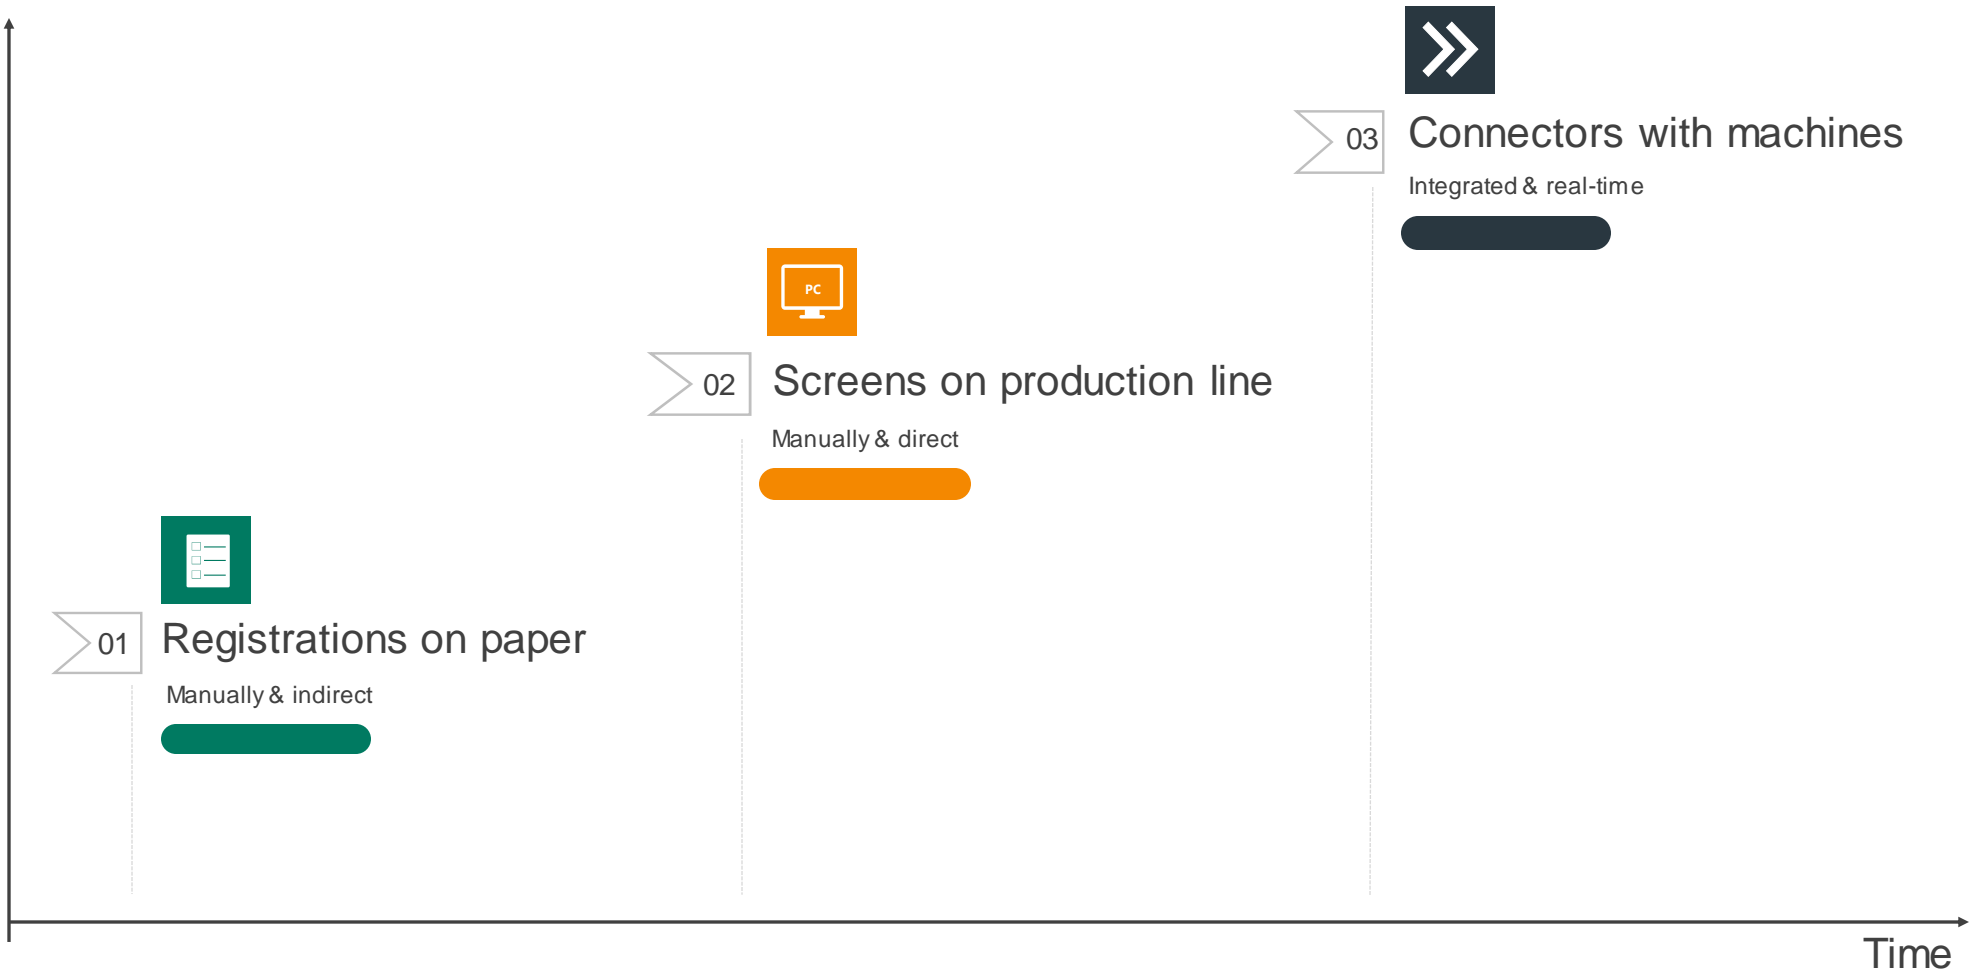 03
Connectors with machines
Integrated & real-time
PC
02
Screens on production line
Manually & direct
01
Registrations on paper
Manually & indirect
Time